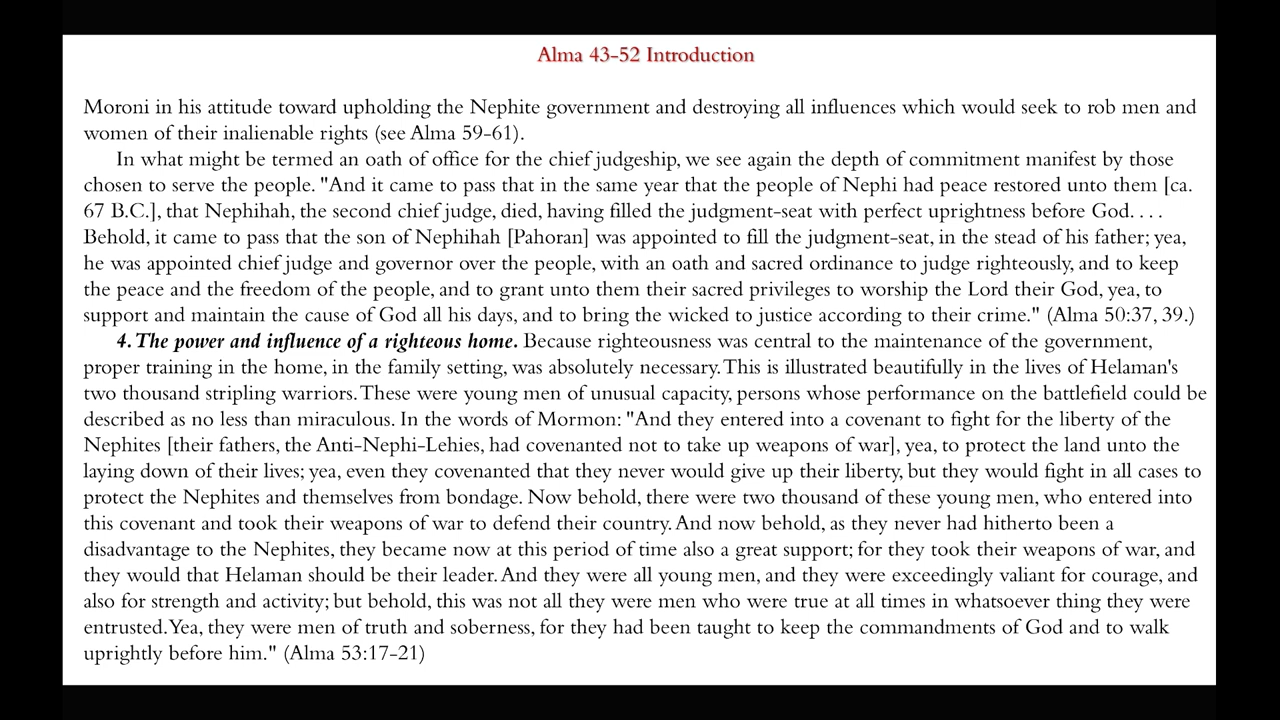 Alma 43-52 Introduction
Moroni in his attitude toward upholding the Nephite government and destroying all influences which would seek to rob men and
women of their inalienable rights (see Alma 59-61).
In what might be termed an oath of office for the chief judgeship, we see again the depth of commitment manifest by those
chosen to serve the people. "And it came to pass that in the same year that the people of Nephi had peace restored unto them [ca.
67 B.C.], that Nephihah, the second chief judge, died, having filled the judgment-seat with perfect uprightness before God. . . .
Behold, it came to pass that the son of Nephihah [Pahoran] was appointed to fill the judgment-seat, in the stead of his father; yea,
he was appointed chief judge and governor over the people, with an oath and sacred ordinance to judge righteously, and to keep
the peace and the freedom of the people, and to grant unto them their sacred privileges to worship the Lord their God, yea, to
support and maintain the cause of God all his days, and to bring the wicked to justice according to their crime." (Alma 50:37, 39.)
4. The power and influence of a righteous home. Because righteousness was central to the maintenance of the government,
proper training in the home, in the family setting, was absolutely necessary. This is illustrated beautifully in the lives of Helaman's
two thousand stripling warriors. These were young men of unusual capacity, persons whose performance on the battlefield could be
described as no less than miraculous. In the words of Mormon: "And they entered into a covenant to fight for the liberty of the
Nephites [their fathers, the Anti-Nephi-Lehies, had covenanted not to take up weapons of war], yea, to protect the land unto the
laying down of their lives; yea, even they covenanted that they never would give up their liberty, but they would fight in all cases to
protect the Nephites and themselves from bondage. Now behold, there were two thousand of these young men, who entered into
this covenant and took their weapons of war to defend their country. And now behold, as they never had hitherto been a
disadvantage to the Nephites, they became now at this period of time also a great support; for they took their weapons of war, and
they would that Helaman should be their leader. And they were all young men, and they were exceedingly valiant for courage, and
also for strength and activity; but behold, this was not all they were men who were true at all times in whatsoever thing they were
entrusted. Yea, they were men of truth and soberness, for they had been taught to keep the commandments of God and to walk
uprightly before him." (Alma 53:17-21)